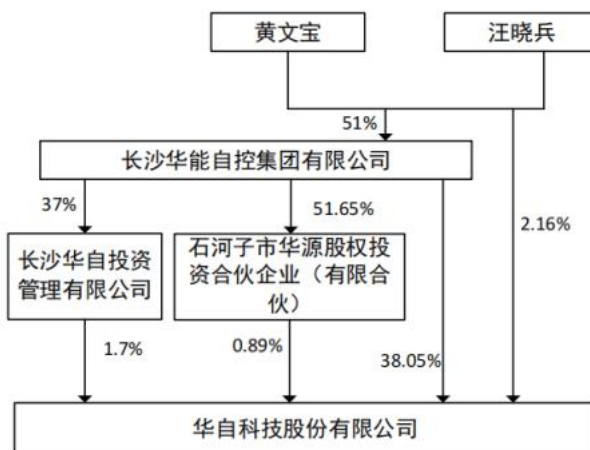 黄文宝
汪晓兵
51%
长沙华能自控集团有限公司
37%
51.65%
2.16%
长沙华自投资
管理有限公司
石河子市华源股权投
资合伙企业（有限合
伙）
1.7%
0.89%
38.05%
华自科技股份有限公司